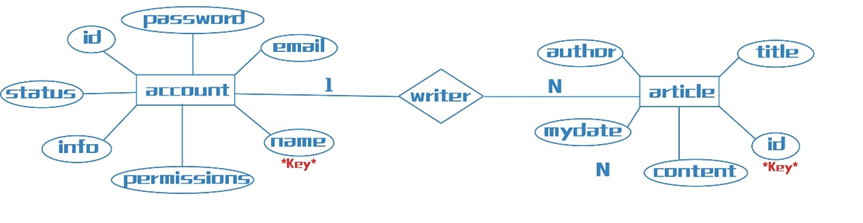 password
id
email
author
title
status
account
1
writer
N
article
info
name
*Key*
mydate
id
*Key*
permissions
N
content